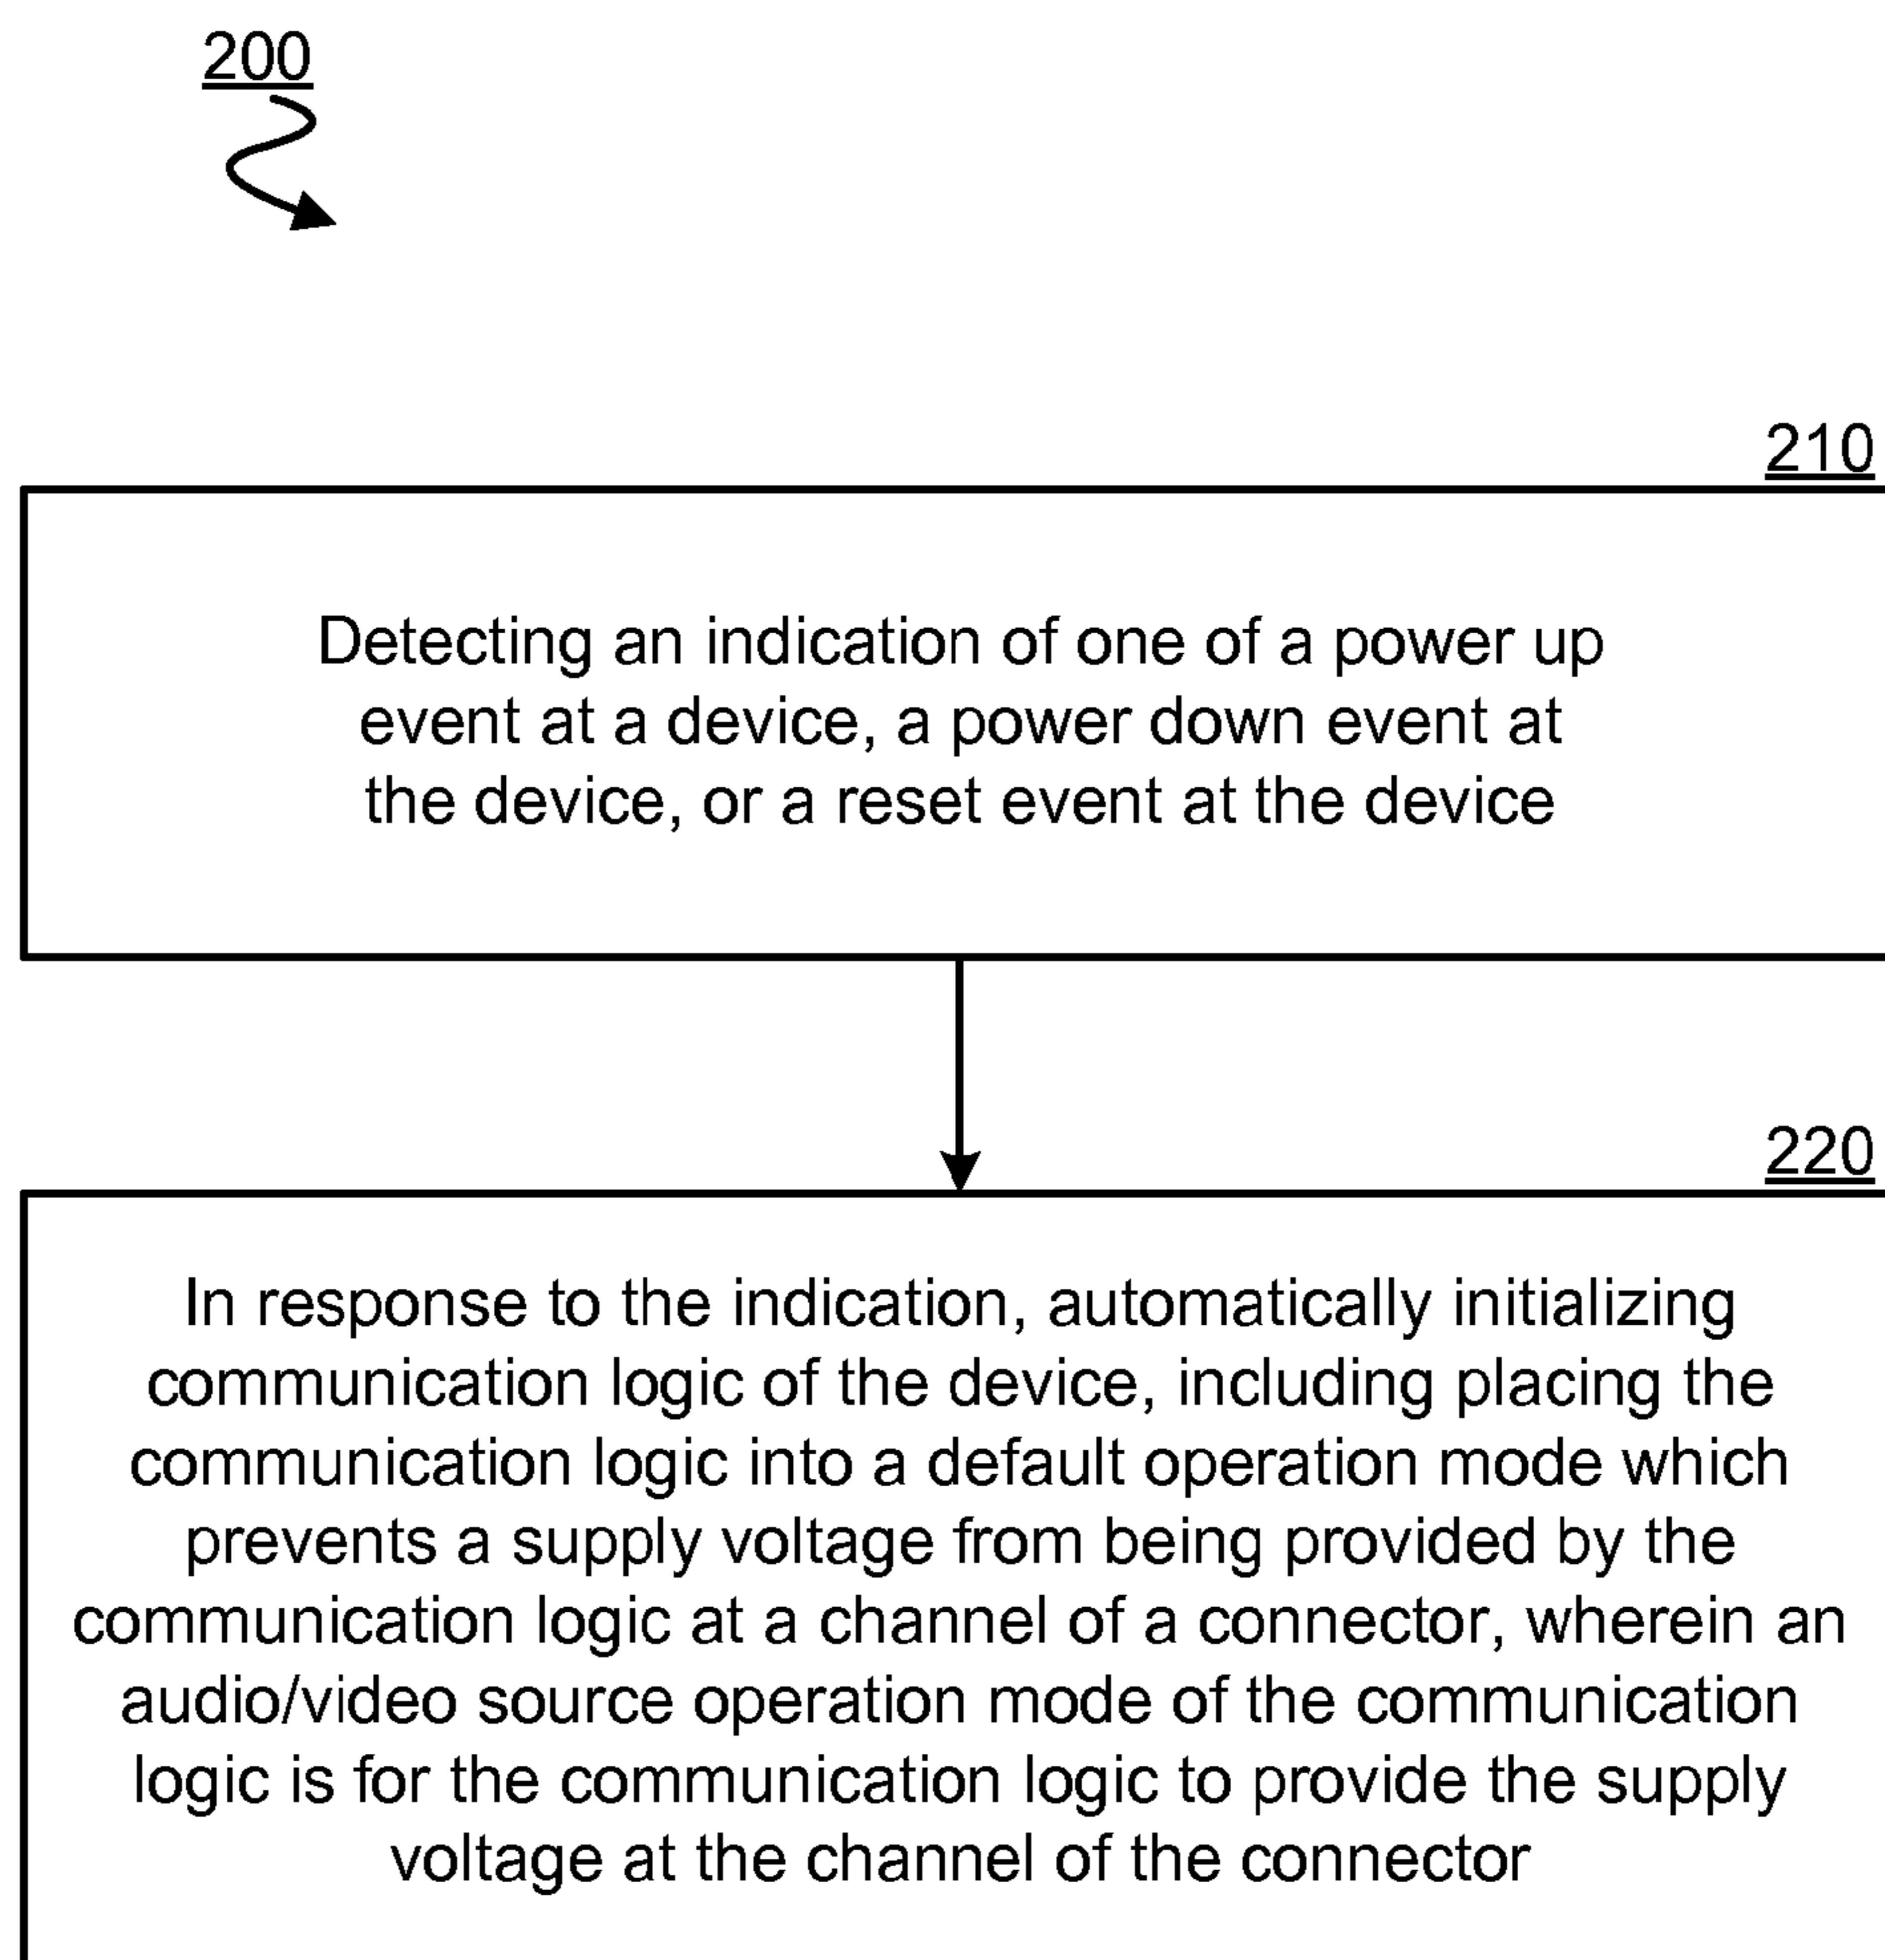 200
210
Detecting an indication of one of a power up
event at a device, a power down event at
the device, or a reset event at the device
220
In response to the indication, automatically initializing
communication logic of the device, including placing the
communication logic into a default operation mode which
prevents a supply voltage from being provided by the
communication logic at a channel of a connector, wherein an
audio/video source operation mode of the communication
logic is for the communication logic to provide the supply
voltage at the channel of the connector